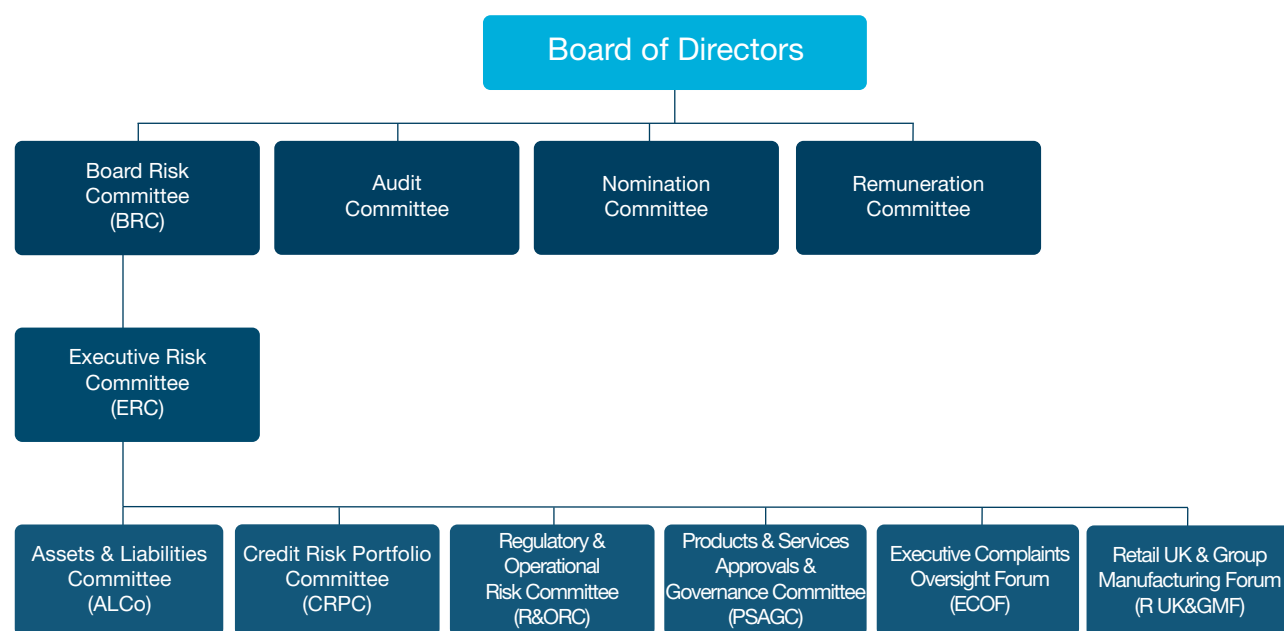 Board of Directors
Board Risk
Committee
(BRC)
Audit
Committee
Nomination
Committee
Remuneration
Committee
Executive Risk
Committee
(ERC)
Assets & Liabilities
Committee
(ALCo)
Credit Risk Portfolio
Committee
(CRPC)
Regulatory &
Operational
Risk Committee
(R&ORC)
Products & Services
Approvals &
Governance Committee
(PSAGC)
Executive Complaints
Oversight Forum
(ECOF)
Retail UK & Group
Manufacturing Forum
(R UK&GMF)